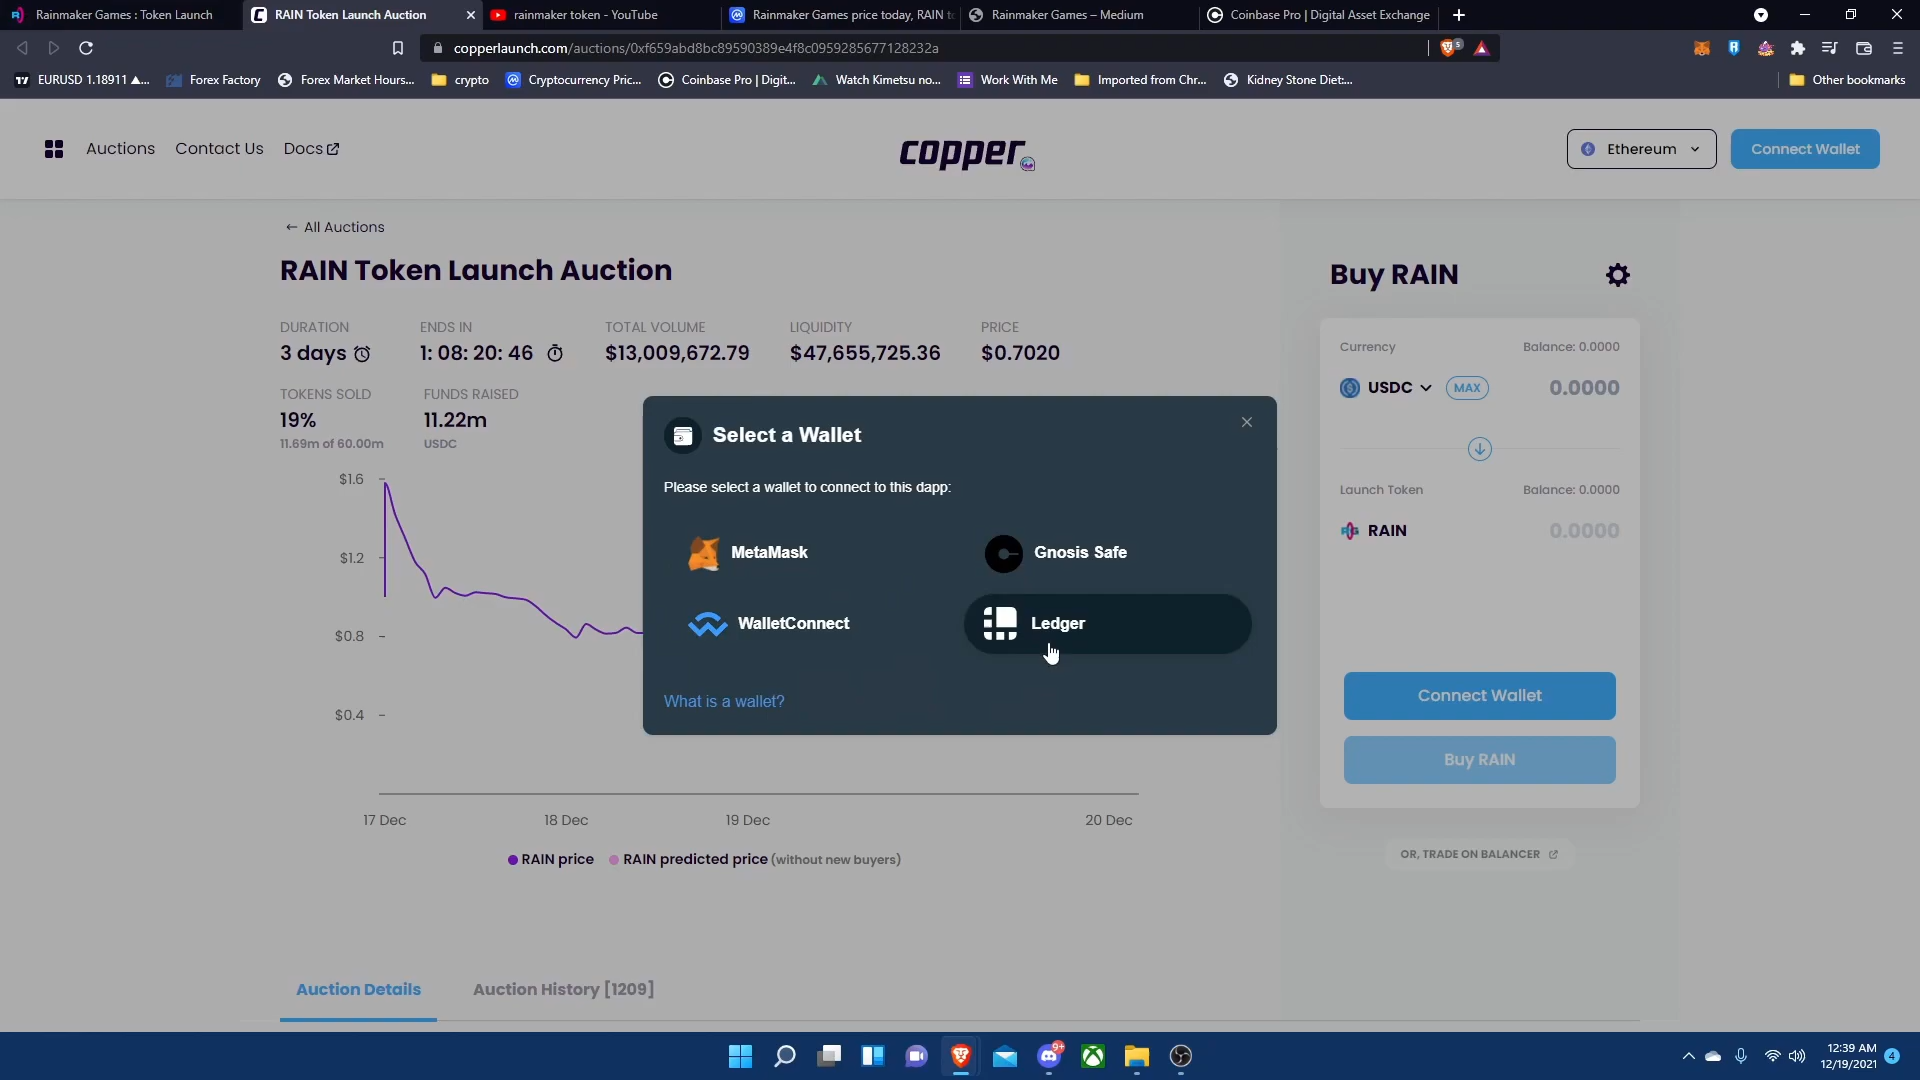 Rainmaker Games : Token Launch
RAIN Token Launch Auction
rainmaker token - YouTube
Rainmaker Games price today, RAIN to
Rainmaker Games – Medium
Coinbase Pro | Digital Asset Exchange
copperlaunch.com/auctions/0xf659abd8bc89590389e4f8c0959285677128232a
5
EURUSD 1.18911 ▲...
Forex Factory
Forex Market Hours...
crypto
Cryptocurrency Pric...
Coinbase Pro | Digit...
Watch Kimetsu no...
Work With Me
Imported from Chr...
Kidney Stone Diet:...
Other bookmarks
Auctions
Contact Us
Docs
copper
Ethereum
Connect Wallet
← All Auctions
RAIN Token Launch Auction
DURATION
3 days
ENDS IN
1: 08: 20: 46
TOTAL VOLUME
$13,009,672.79
LIQUIDITY
$47,655,725.36
PRICE
$0.7020
TOKENS SOLD
19%
11.69m of 60.00m
FUNDS RAISED
11.22m
USDC
$1.6
$1.2
$0.8
$0.4
17 Dec
18 Dec
19 Dec
20 Dec
RAIN price
RAIN predicted price (without new buyers)
Select a Wallet
Please select a wallet to connect to this dapp:
MetaMask
Gnosis Safe
WalletConnect
Ledger
What is a wallet?
Buy RAIN
Currency
Balance: 0.0000
USDC
MAX
0.0000
Launch Token
Balance: 0.0000
RAIN
0.0000
Connect Wallet
Buy RAIN
OR, TRADE ON BALANCER
Auction Details
Auction History [1209]
9+
12:39 AM
12/19/2021
4